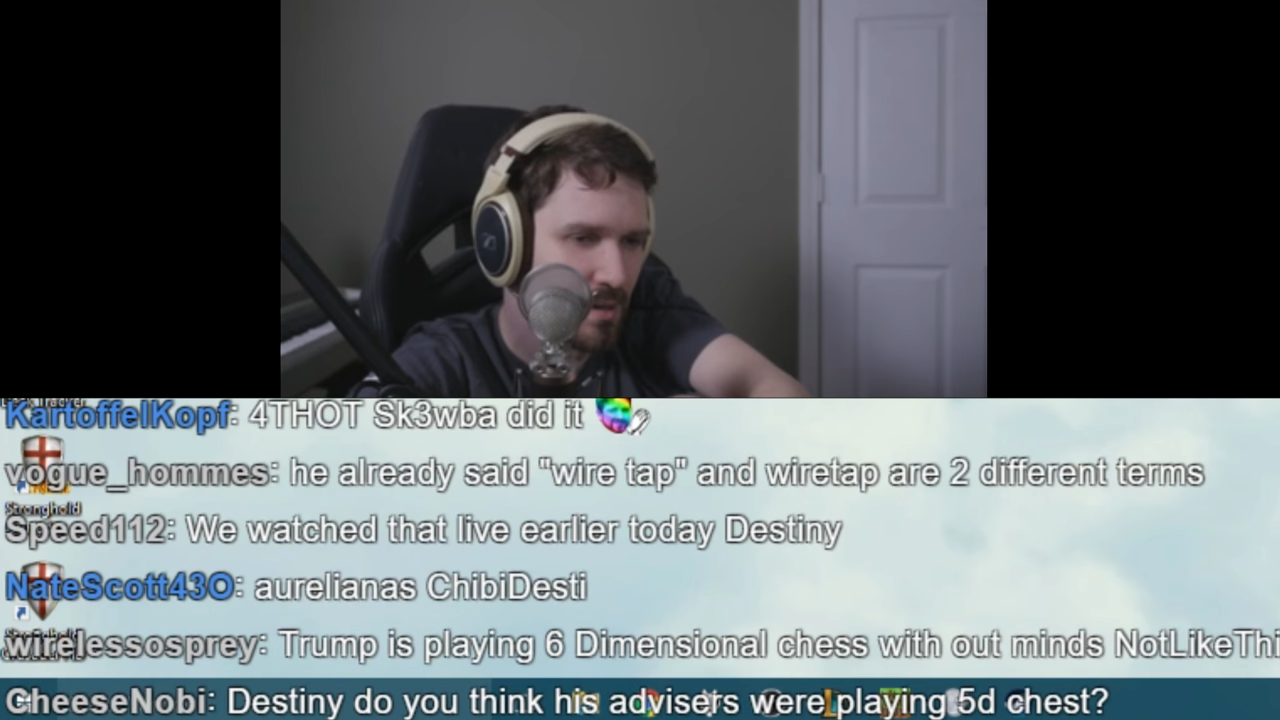 KartoffelKopf: 4THOT Sk3wba did it
vogue_hommes: he already said "wire tap" and wiretap are 2 different terms
Stronghold
Speed112: We watched that live earlier today Destiny
NateScott43O: aurelianas ChibiDesti
wirelessosprey: Trump is playing 6 Dimensional chess with out minds NotLikeThi
CheeseNobi: Destiny do you think his advisers were playing 5d chest?